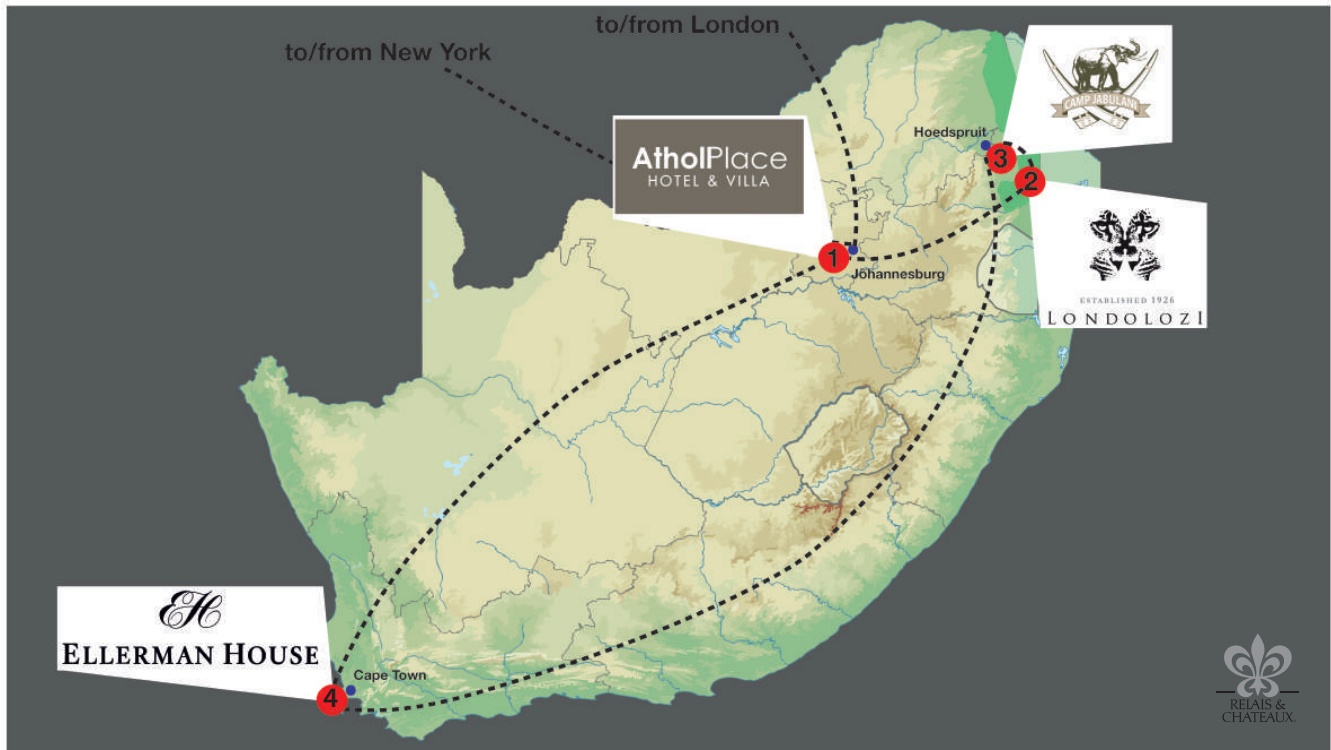 to/from London
to/from New York
CAMP JABULANI
Hoedspruit
AtholPlace
HOTEL & VILLA
3
2
1
Johannesburg
ESTABLISHED 1926
LONDOLOZI
EH
ELLERMAN HOUSE
Cape Town
4
RELAIS &
CHATEAUX